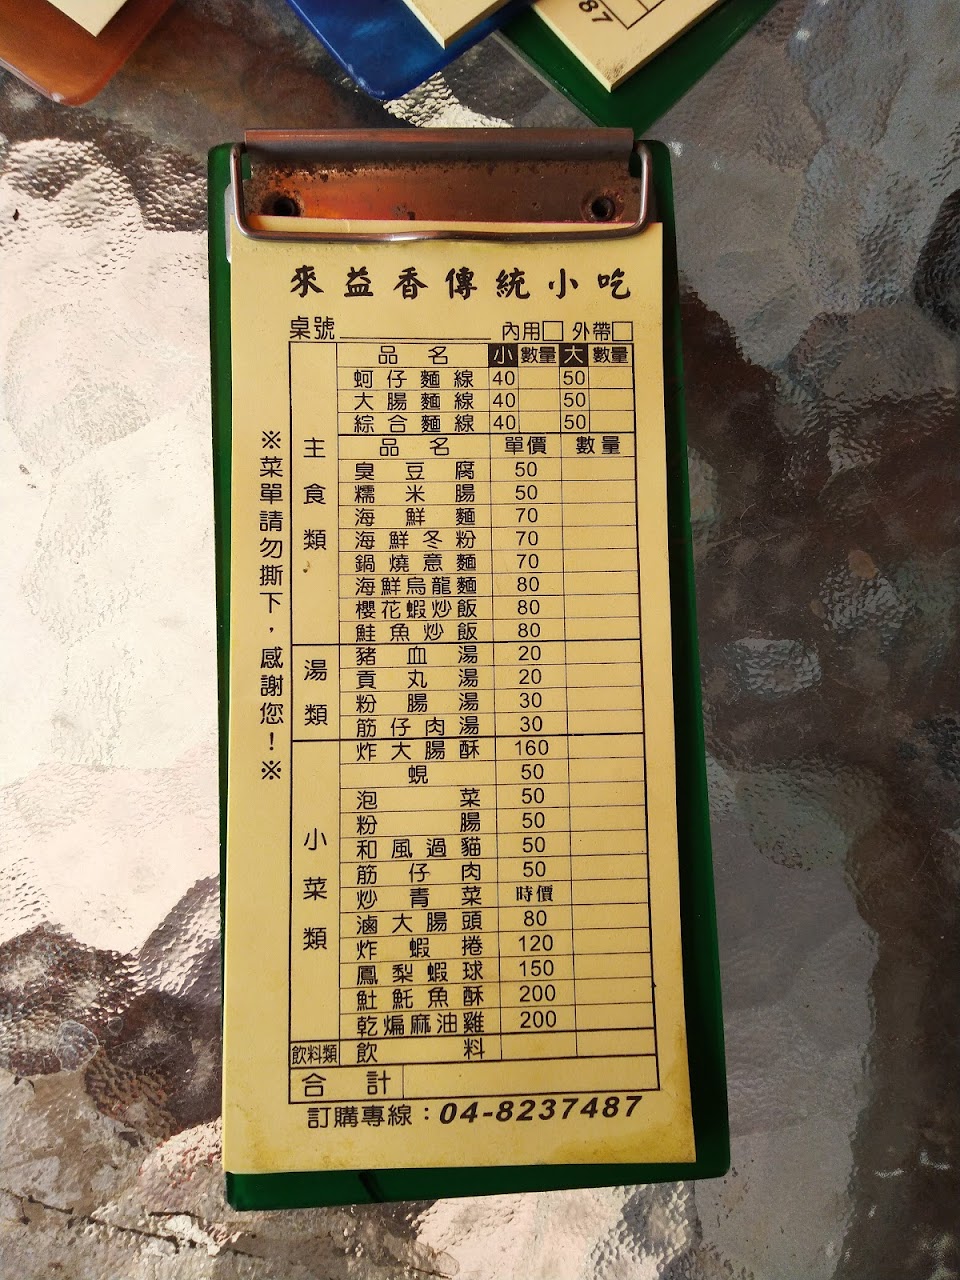 87
來益香傳統小吃
桌號 內用□ 外帶□
品名 小 數量 大 數量
蚵仔麵線 40 50
大腸麵線 40 50
綜合麵線 40 50
主食類
品名 單價 數量
臭豆腐 50
糯米腸 50
海鮮麵 70
海鮮冬粉 70
鍋燒意麵 70
海鮮烏龍麵 80
櫻花蝦炒飯 80
鮭魚炒飯 80
湯類
豬血湯 20
貢丸湯 20
粉腸湯 30
筋仔肉湯 30
小菜類
炸大腸酥 160
蜆 50
泡菜 50
粉腸 50
和風過貓 50
筋仔肉 50
炒青菜 時價
滷大腸頭 80
炸蝦捲 120
鳳梨蝦球 150
魠魚酥 200
乾煸麻油雞 200
飲料類 飲料
合計
訂購專線：04-8237487
※菜單請勿撕下，感謝您！※